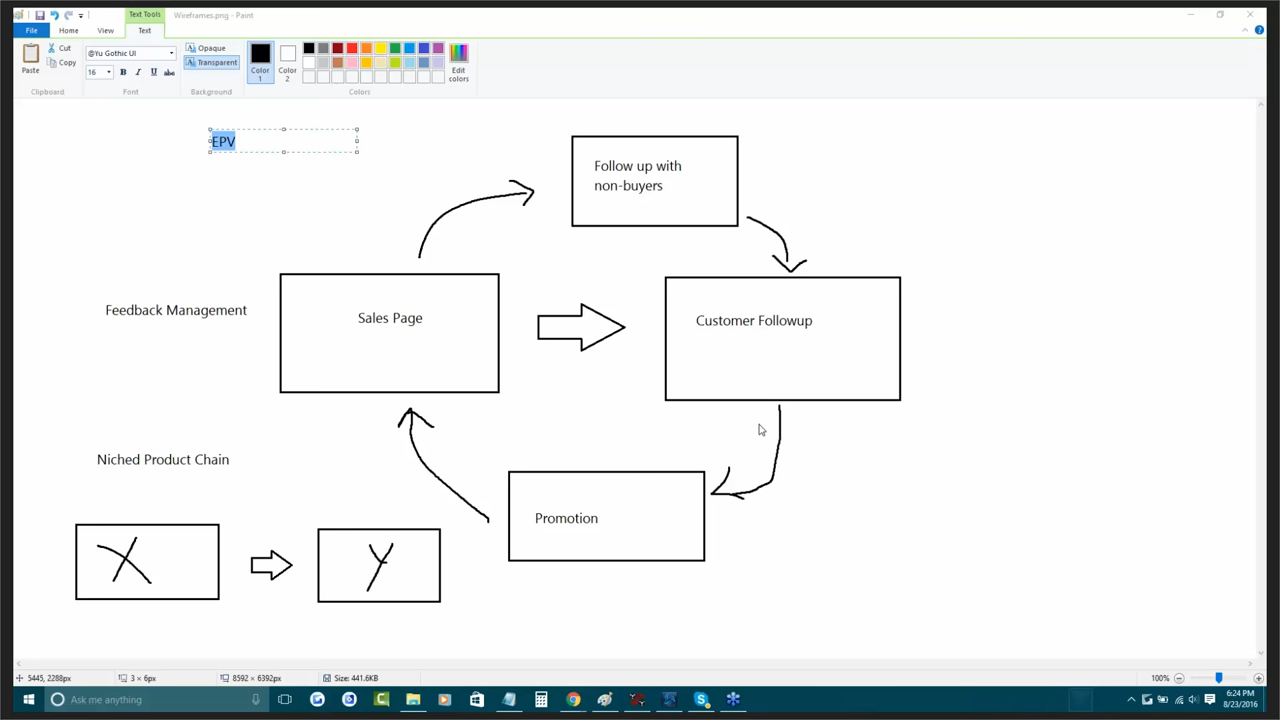 Text Tools
Wireframes.png - Paint
File
Home
View
Text
Paste
Cut
Copy
Clipboard
@Yu Gothic UI
16
B
I
U
abc
Font
Opaque
Transparent
Background
Color
1
Color
2
Edit
colors
Colors
EPV
Follow up with
non-buyers
Feedback Management
Sales Page
Customer Followup
Niched Product Chain
Promotion
X
Y
5445, 2288px
3 × 6px
8592 × 6392px
Size: 441.6KB
100%
Ask me anything
6:24 PM
8/23/2016